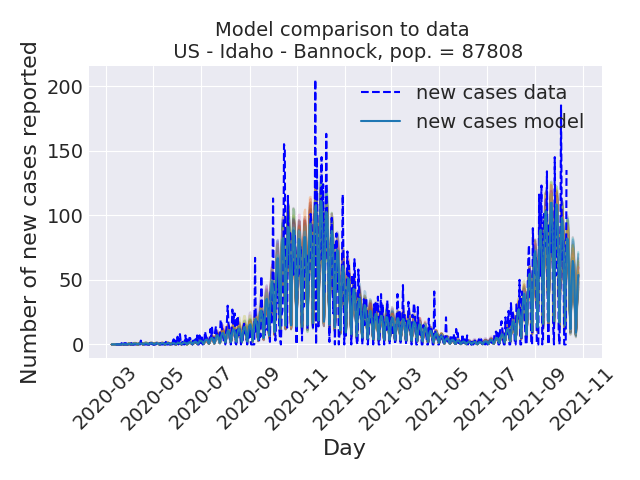 Model comparison to data
US - Idaho - Bannock, pop. = 87808
Number of new cases reported
200
150
100
50
0
new cases data
new cases model
2020-03
2020-05
2020-07
2020-09
2020-11
2021-01
2021-03
2021-05
2021-07
2021-09
2021-11
Day